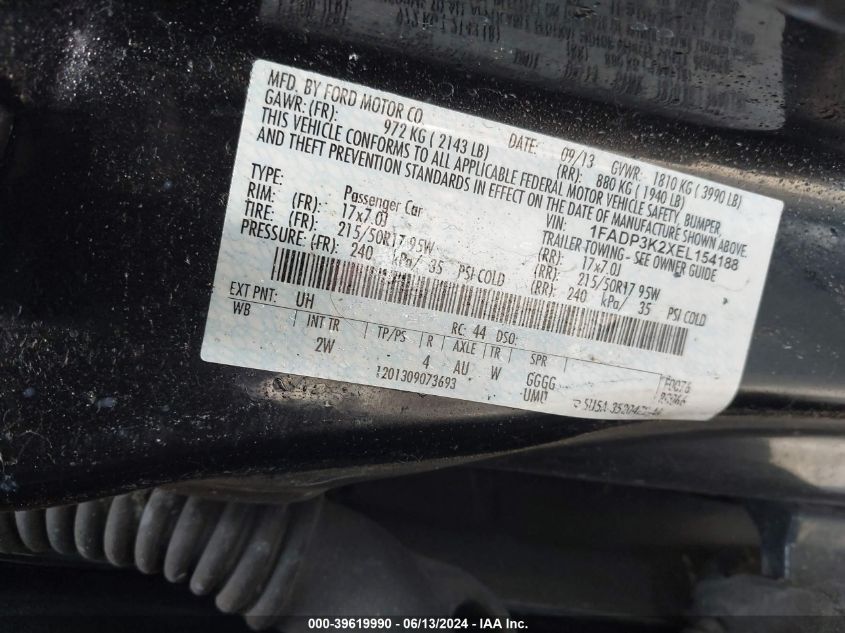 MFD. BY FORD MOTOR CO.
DATE: 09/13 GVWR: 1810 KG ( 3990 LB)
GAWR: (FR): 972 KG ( 2143 LB) (RR): 880 KG ( 1940 LB)
THIS VEHICLE CONFORMS TO ALL APPLICABLE FEDERAL MOTOR VEHICLE SAFETY, BUMPER
AND THEFT PREVENTION STANDARDS IN EFFECT ON THE DATE OF MANUFACTURE SHOWN ABOVE.
VIN: 1FADP3K2XEL154188
TYPE: Passenger Car TRAILER TOWING - SEE OWNER GUIDE
RIM: (FR): 17x7.0J (RR): 17x7.0J
TIRE: (FR): 215/50R17 95W (RR): 215/50R17 95W
PRESSURE: (FR): 240 kPa/ 35 PSI COLD (RR): 240 kPa/ 35 PSI COLD
EXT PNT: UH RC: 44 DSO:
WB INT TR TP/PS R AXLE TR SPR
2W 4 AU W GGGG
1201309073693 UMO
000-39619990 - 06/13/2024 - IAAI Inc.